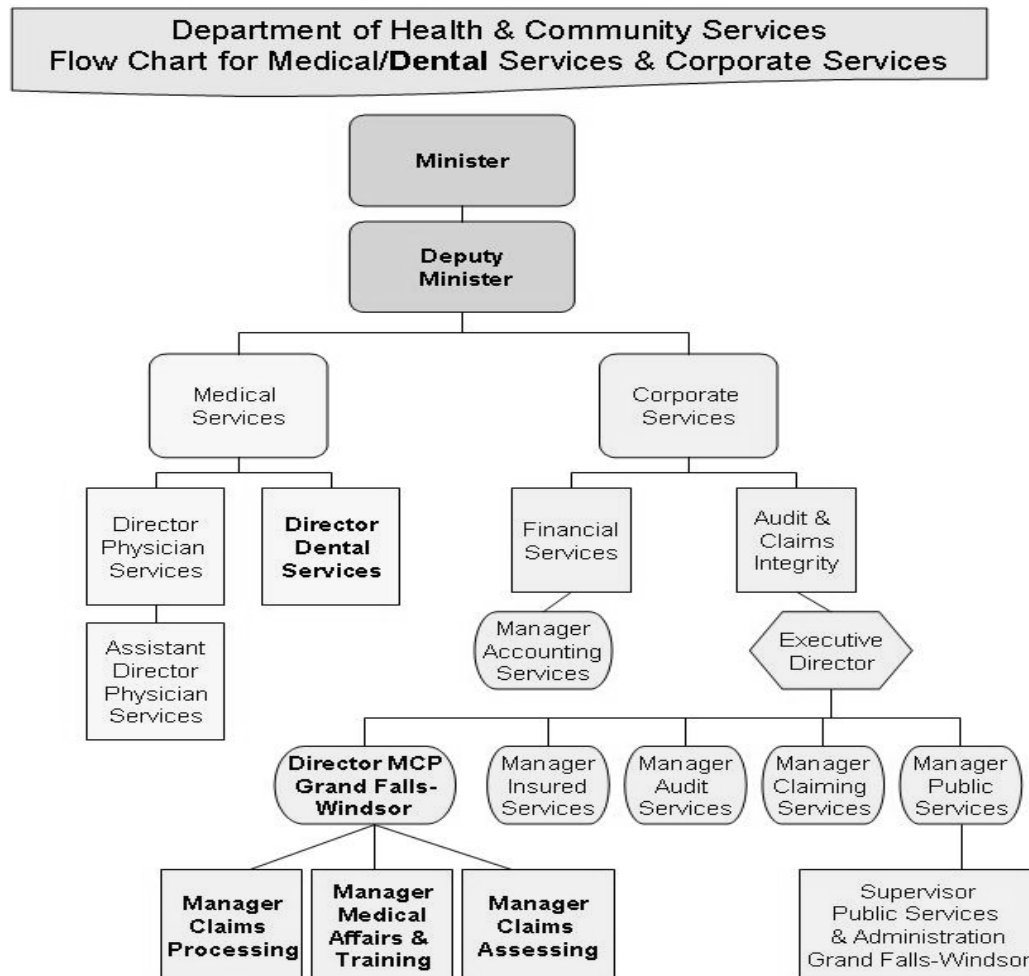 Department of Health & Community Services
Flow Chart for Medical/Dental Services & Corporate Services
Minister
Deputy
Minister
Medical
Services
Corporate
Services
Director
Physician
Services
Director
Dental
Services
Financial
Services
Audit &
Claims
Integrity
Assistant
Director
Physician
Services
Manager
Accounting
Services
Executive
Director
Director MCP
Grand Falls-
Windsor
Manager
Insured
Services
Manager
Audit
Services
Manager
Claiming
Services
Manager
Public
Services
Manager
Claims
Processing
Manager
Medical
Affairs &
Training
Manager
Claims
Assessing
Supervisor
Public Services
& Administration
Grand Falls-Windsor